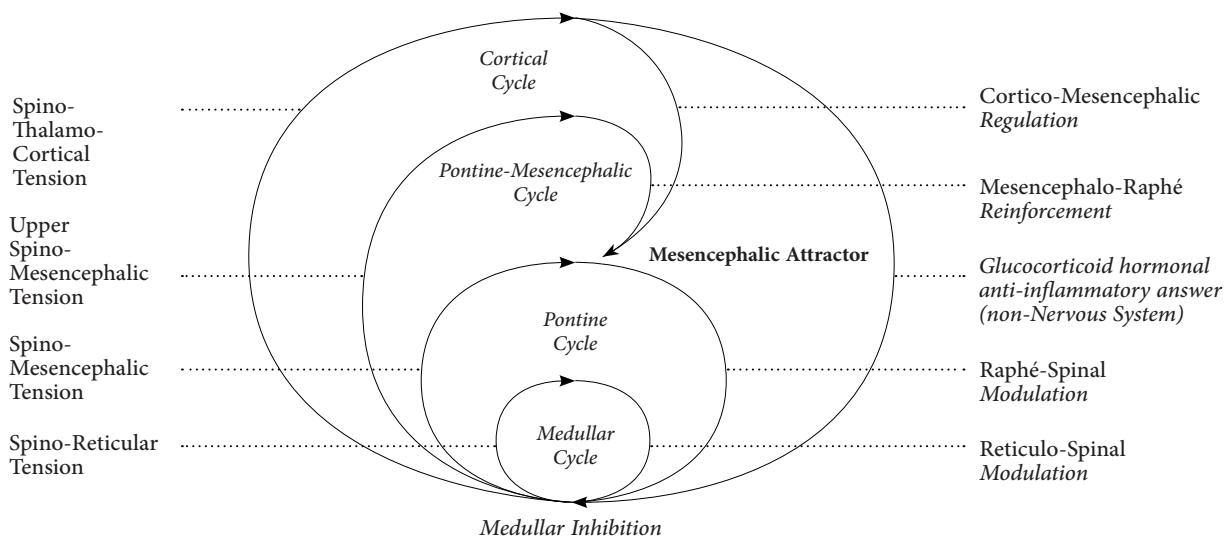 Cortical
Cycle
Spino-
Thalamo-
Cortical
Tension
Cortico-Mesencephalic
Regulation
Pontine-Mesencephalic
Cycle
Mesencephalo-Raphé
Reinforcement
Upper
Spino-
Mesencephalic
Tension
Mesencephalic Attractor
Glucocorticoid hormonal
anti-inflammatory answer
(non-Nervous System)
Pontine
Cycle
Spino-
Mesencephalic
Tension
Raphé-Spinal
Modulation
Medullar
Cycle
Spino-Reticular
Tension
Reticulo-Spinal
Modulation
Medullar Inhibition